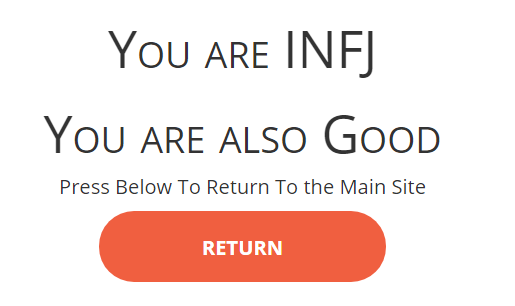 You are INFJ
You are also Good
Press Below To Return To the Main Site
RETURN